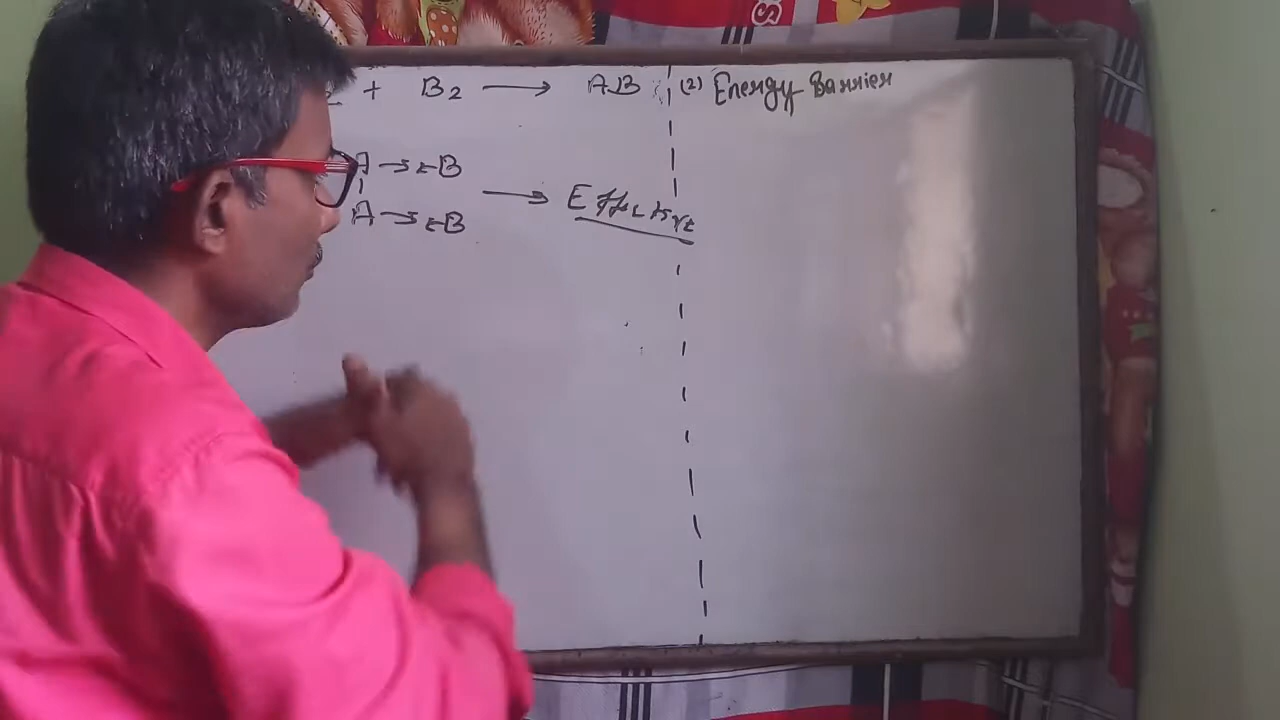 + B2 → AB
(2) Energy Barrier
A → ← B
→ Effective
A → ← B